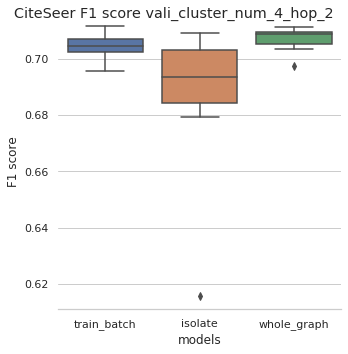 CiteSeer F1 score vali_cluster_num_4_hop_2
0.70
0.68
0.66
0.64
0.62
F1 score
train_batch
isolate
whole_graph
models